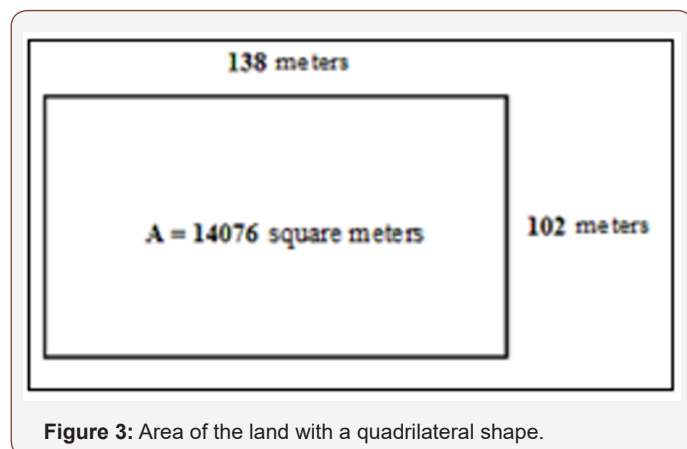 138 meters
A = 14076 square meters
102 meters
Figure 3: Area of the land with a quadrilateral shape.